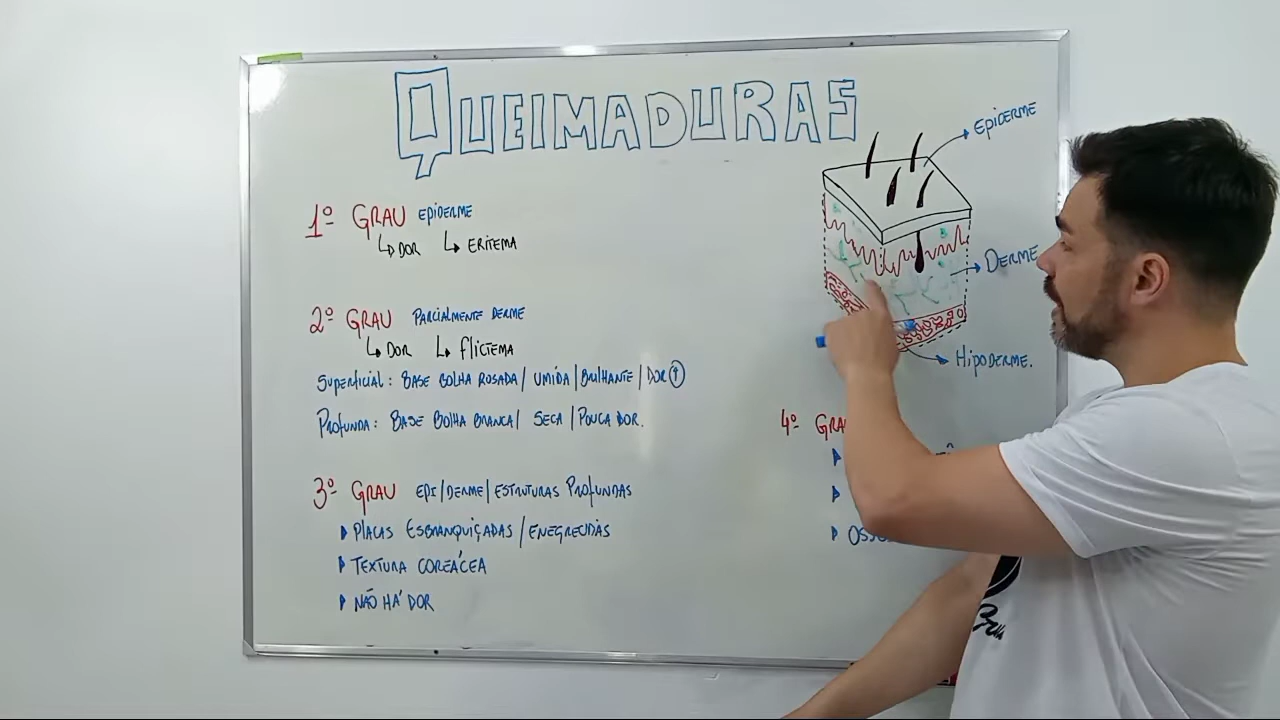 QUEIMADURAS
1º GRAU EPIDERME
↳ DOR ↳ ERITEMA
2º GRAU PARCIALMENTE DERME
↳ DOR ↳ FLICTEMA
SUPERFICIAL: BASE BOLHA ROSADA / UMIDA / BRILHANTE / DOR ↑
PROFUNDA: BASE BOLHA BRANCA / SECA / POUCA DOR.
3º GRAU EPI/DERME/ESTRUTURAS PROFUNDAS
PLACAS ESBRANQUIÇADAS / ENEGRECIDAS
TEXTURA COREÁCEA
NÃO HÁ DOR
EPIDERME
DERME
HIPODERME.
4º